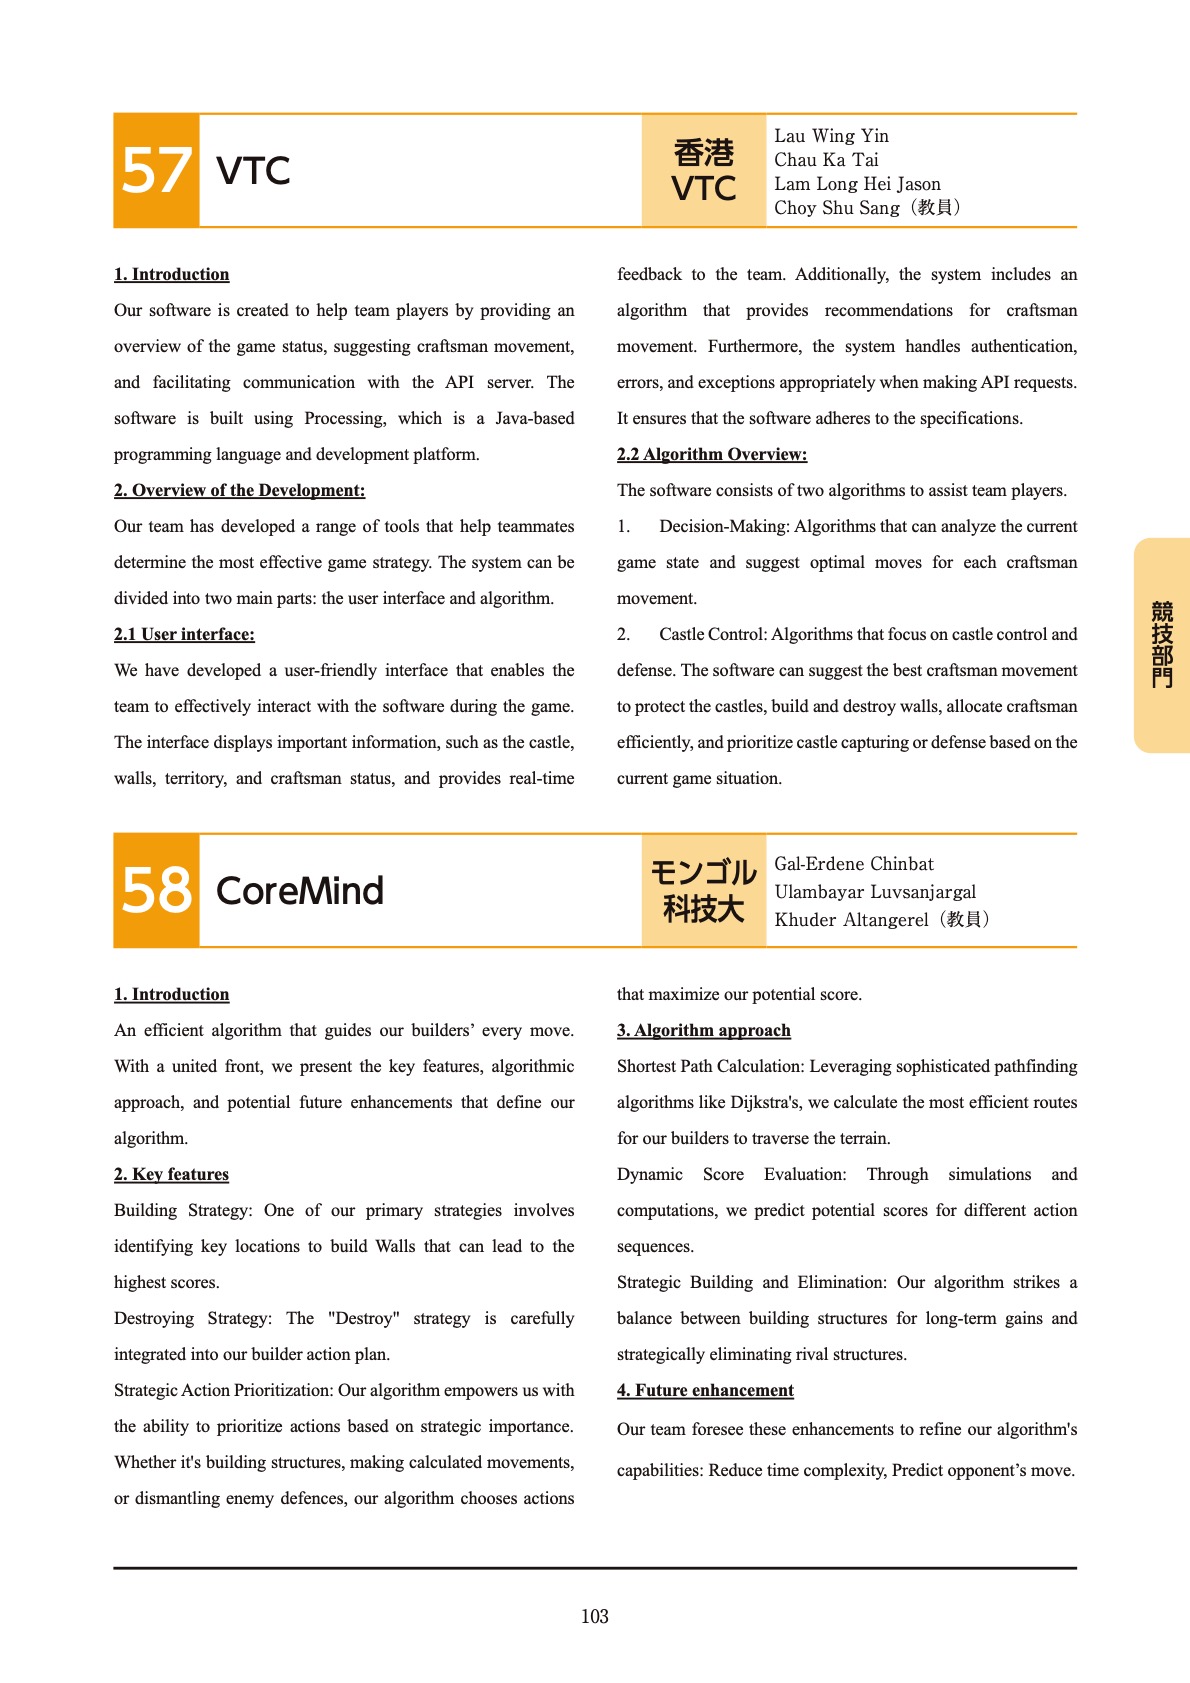 57
VTC
香港
VTC
Lau Wing Yin
Chau Ka Tai
Lam Long Hei Jason
Choy Shu Sang（教員）
1. Introduction
Our software is created to help team players by providing an
overview of the game status, suggesting craftsman movement,
and facilitating communication with the API server. The
software is built using Processing, which is a Java-based
programming language and development platform.
2. Overview of the Development:
Our team has developed a range of tools that help teammates
determine the most effective game strategy. The system can be
divided into two main parts: the user interface and algorithm.
2.1 User interface:
We have developed a user-friendly interface that enables the
team to effectively interact with the software during the game.
The interface displays important information, such as the castle,
walls, territory, and craftsman status, and provides real-time
feedback to the team. Additionally, the system includes an
algorithm that provides recommendations for craftsman
movement. Furthermore, the system handles authentication,
errors, and exceptions appropriately when making API requests.
It ensures that the software adheres to the specifications.
2.2 Algorithm Overview:
The software consists of two algorithms to assist team players.
1. Decision-Making: Algorithms that can analyze the current
game state and suggest optimal moves for each craftsman
movement.
2. Castle Control: Algorithms that focus on castle control and
defense. The software can suggest the best craftsman movement
to protect the castles, build and destroy walls, allocate craftsman
efficiently, and prioritize castle capturing or defense based on the
current game situation.
競技部門
58
CoreMind
モンゴル
科技大
Gal-Erdene Chinbat
Ulambayar Luvsanjargal
Khuder Altangerel（教員）
1. Introduction
An efficient algorithm that guides our builders’ every move.
With a united front, we present the key features, algorithmic
approach, and potential future enhancements that define our
algorithm.
2. Key features
Building Strategy: One of our primary strategies involves
identifying key locations to build Walls that can lead to the
highest scores.
Destroying Strategy: The "Destroy" strategy is carefully
integrated into our builder action plan.
Strategic Action Prioritization: Our algorithm empowers us with
the ability to prioritize actions based on strategic importance.
Whether it's building structures, making calculated movements,
or dismantling enemy defences, our algorithm chooses actions
that maximize our potential score.
3. Algorithm approach
Shortest Path Calculation: Leveraging sophisticated pathfinding
algorithms like Dijkstra's, we calculate the most efficient routes
for our builders to traverse the terrain.
Dynamic Score Evaluation: Through simulations and
computations, we predict potential scores for different action
sequences.
Strategic Building and Elimination: Our algorithm strikes a
balance between building structures for long-term gains and
strategically eliminating rival structures.
4. Future enhancement
Our team foresee these enhancements to refine our algorithm's
capabilities: Reduce time complexity, Predict opponent’s move.
103